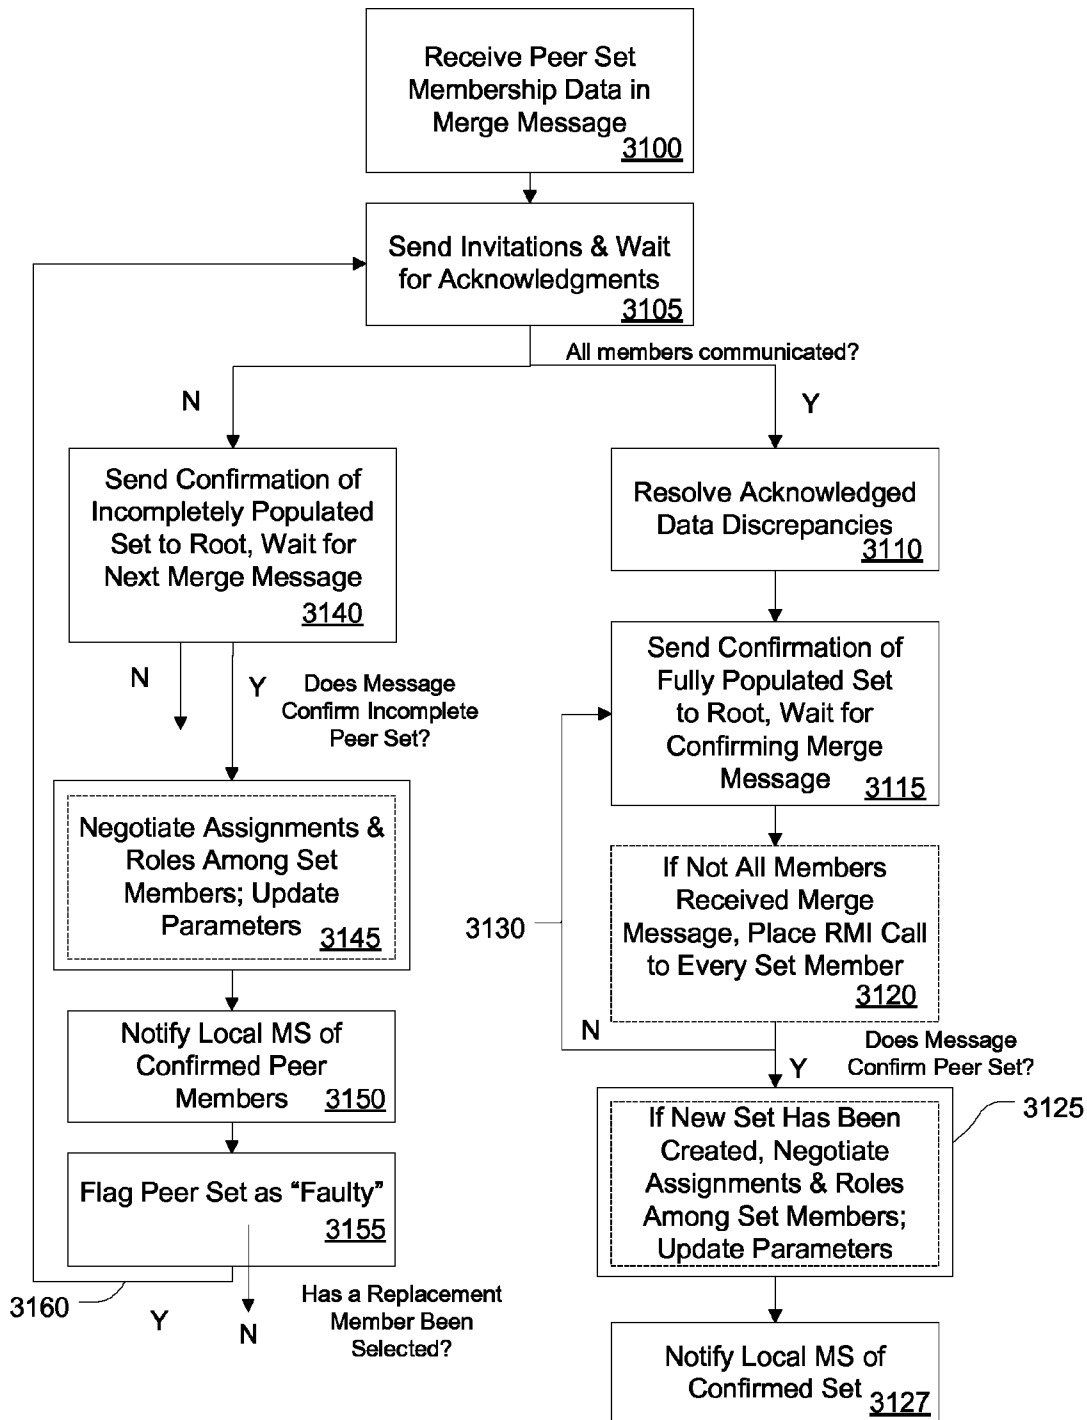 Receive Peer Set
Membership Data in
Merge Message
3100
Send Invitations & Wait
for Acknowledgments
3105
All members communicated?
N
Y
Send Confirmation of
Incompletely Populated
Set to Root, Wait for
Next Merge Message
3140
N
Y
Does Message
Confirm Incomplete
Peer Set?
Negotiate Assignments &
Roles Among Set
Members; Update
Parameters
3145
Notify Local MS of
Confirmed Peer
Members
3150
Flag Peer Set as “Faulty”
3155
3160
Y
N
Has a Replacement
Member Been
Selected?
Resolve Acknowledged
Data Discrepancies
3110
Send Confirmation of
Fully Populated Set
to Root, Wait for
Confirming Merge
Message
3115
3130
If Not All Members
Received Merge
Message, Place RMI Call
to Every Set Member
3120
N
Y
Does Message
Confirm Peer Set?
3125
If New Set Has Been
Created, Negotiate
Assignments & Roles
Among Set Members;
Update Parameters
Notify Local MS of
Confirmed Set
3127